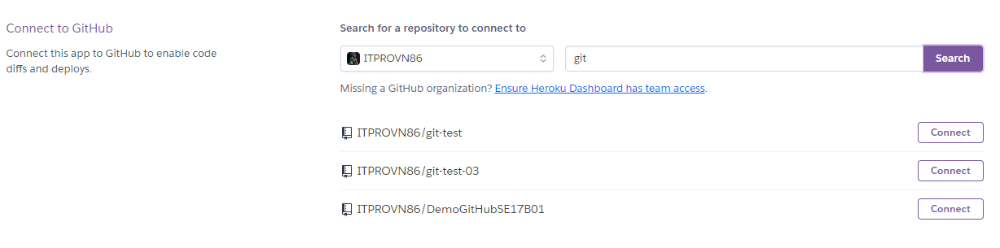 Connect to GitHub
Connect this app to GitHub to enable code
diffs and deploys.
Search for a repository to connect to
ITPROVN86
git
Search
Missing a GitHub organization? Ensure Heroku Dashboard has team access.
ITPROVN86/git-test
Connect
ITPROVN86/git-test-03
Connect
ITPROVN86/DemoGitHubSE17B01
Connect